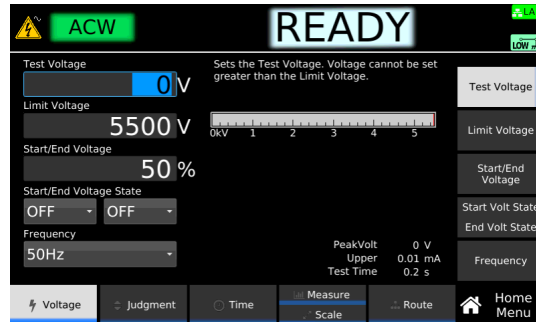 ACW
READY
LA
LOW
Test Voltage
0 V
Limit Voltage
5500 V
Start/End Voltage
50 %
Start/End Voltage State
OFF OFF
Frequency
50Hz
Sets the Test Voltage. Voltage cannot be set
greater than the Limit Voltage.
0kV 1 2 3 4 5
PeakVolt 0 V
Upper 0.01 mA
Test Time 0.2 s
Test Voltage
Limit Voltage
Start/End
Voltage
Start Volt State
End Volt State
Frequency
Voltage
Judgment
Time
Measure
Scale
Route
Home
Menu